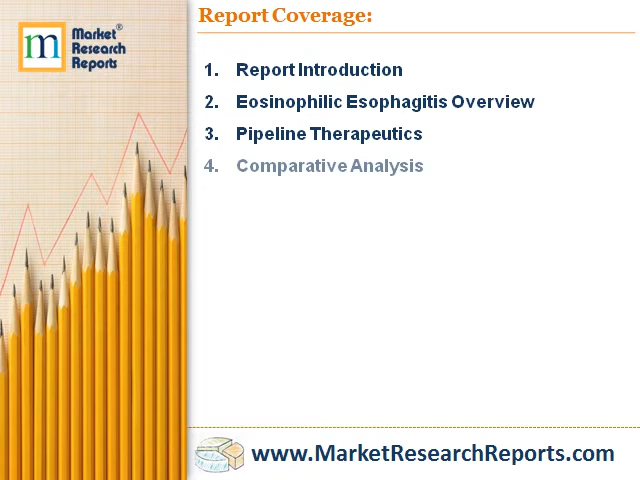 m
Market®
Research
Reports
Report Coverage:
1. Report Introduction
2. Eosinophilic Esophagitis Overview
3. Pipeline Therapeutics
4. Comparative Analysis
www.MarketResearchReports.com